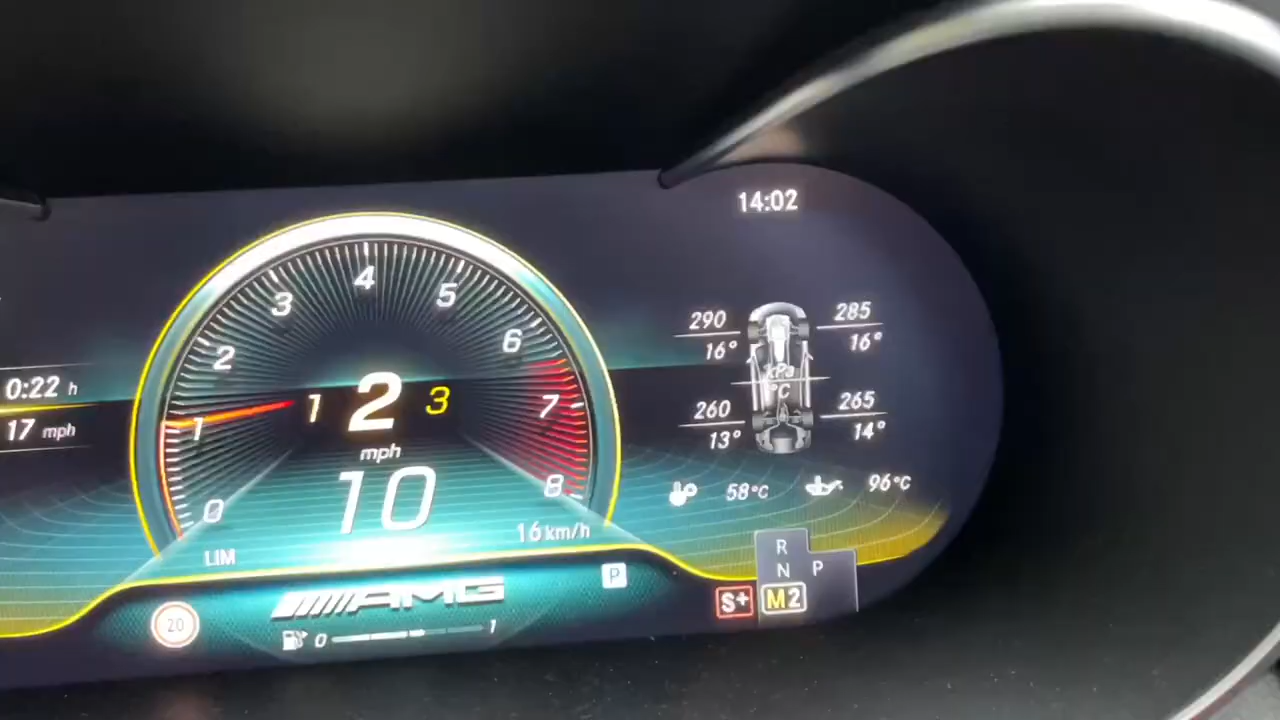 14:02
0:22 h
17 mph
0
1
2
3
4
5
6
7
8
1 2 3
mph
10
16 km/h
LIM
290
16°
285
16°
kPa
°C
260
13°
265
14°
58°C
96°C
R
N P
S+ M2
20
AMG
P
0 1